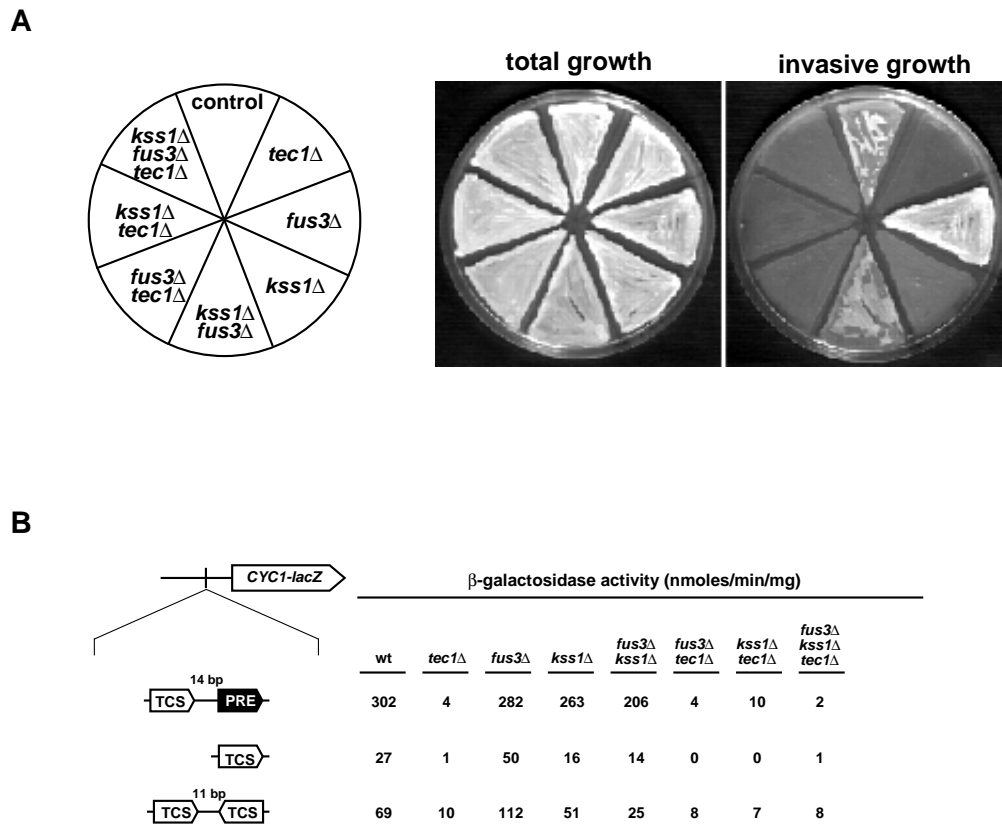 A
control
tec1Δ
fus3Δ
kss1Δ
kss1Δ
fus3Δ
fus3Δ
tec1Δ
kss1Δ
tec1Δ
kss1Δ
fus3Δ
tec1Δ
total growth
invasive growth
B
CYC1-lacZ
β-galactosidase activity (nmoles/min/mg)
wt
tec1Δ
fus3Δ
kss1Δ
fus3Δ
kss1Δ
fus3Δ
tec1Δ
kss1Δ
tec1Δ
fus3Δ
kss1Δ
tec1Δ
14 bp
TCS PRE 302 4 282 263 206 4 10 2
TCS 27 1 50 16 14 0 0 1
11 bp
TCS TCS 69 10 112 51 25 8 7 8